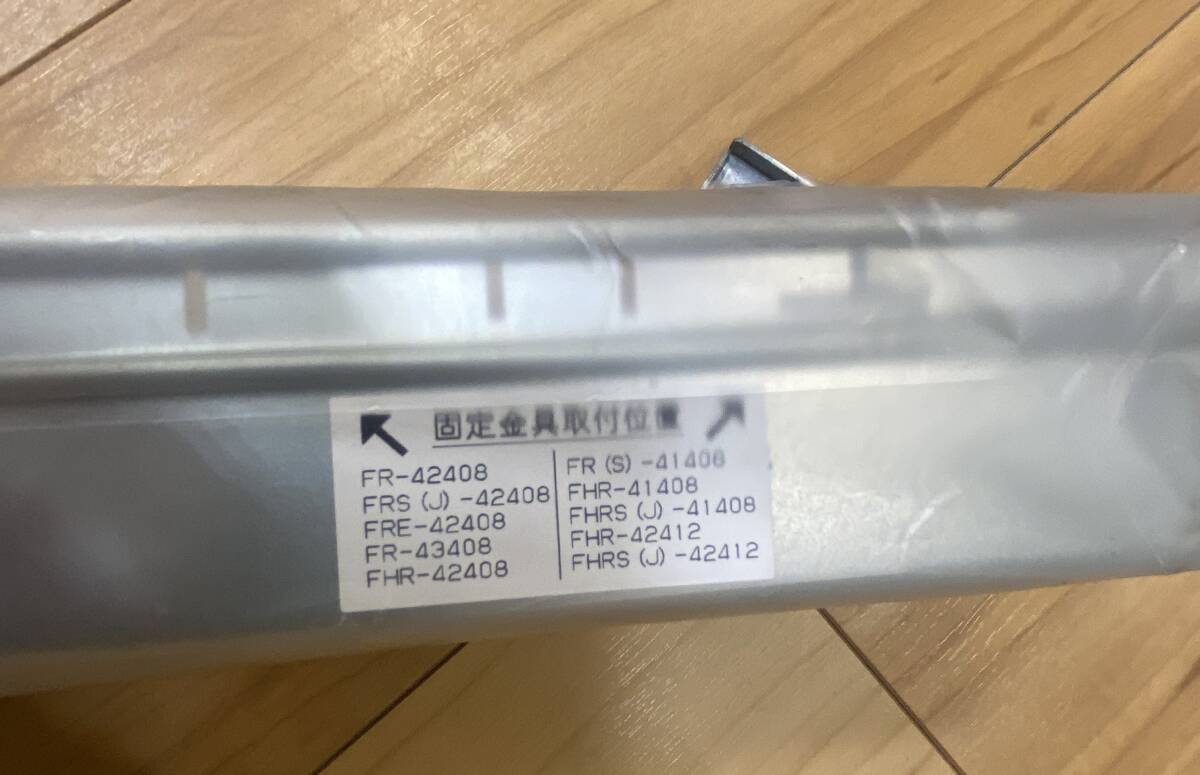 固定金具取付位置
FR-42408
FRS (J) -42408
FRE-42408
FR-43408
FHR-42408
FR (S) -41408
FHR-41408
FHRS (J) -41408
FHR-42412
FHRS (J) -42412